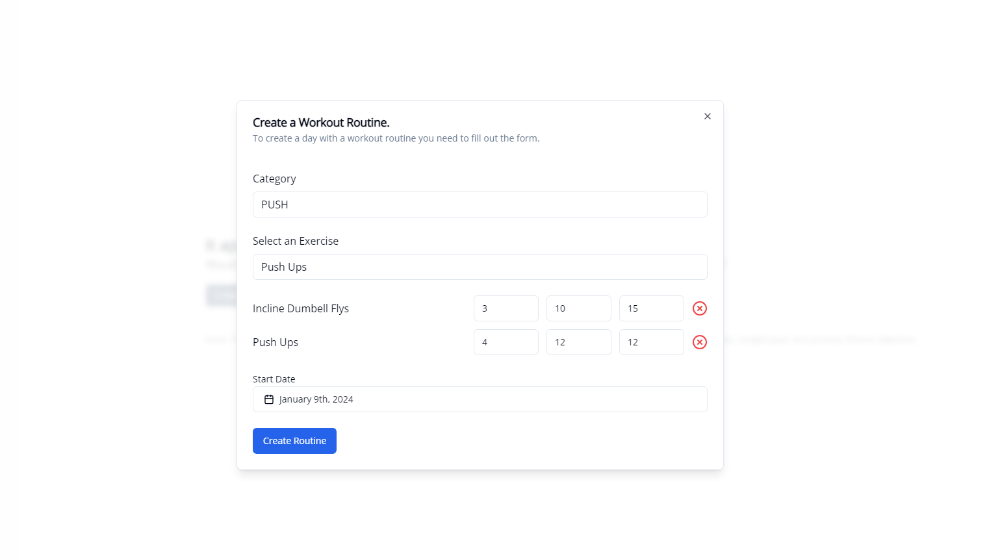 Create a Workout Routine.
To create a day with a workout routine you need to fill out the form.
Category
PUSH
Select an Exercise
Push Ups
Incline Dumbell Flys 3 10 15
Push Ups 4 12 12
Start Date
January 9th, 2024
Create Routine